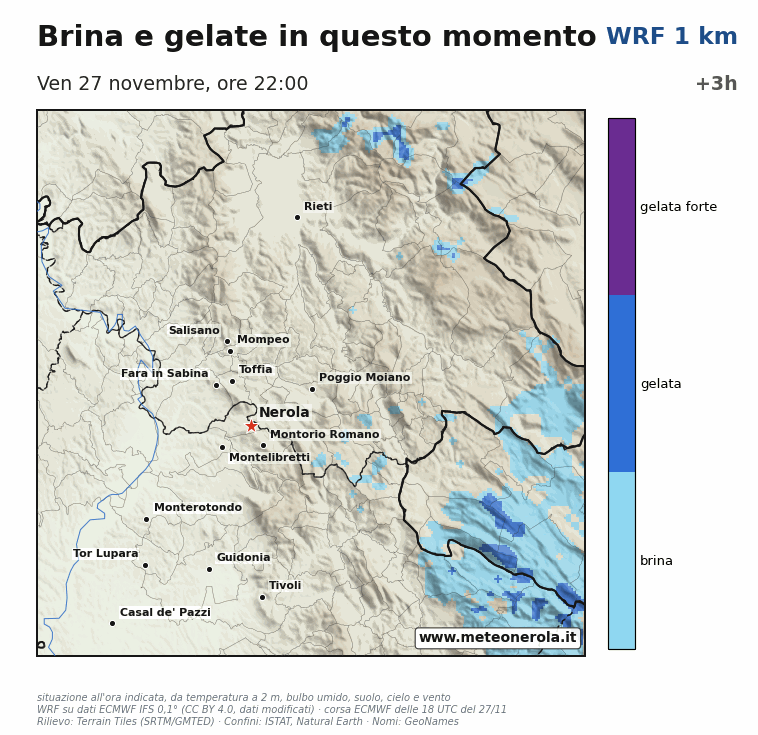 Brina e gelate in questo momento WRF 1 km
Ven 27 novembre, ore 22:00 +3h
gelata forte
Rieti
Salisano
Mompeo
Fara in Sabina
Toffia
Poggio Moiano
gelata
Nerola
Montorio Romano
Montelibretti
Monterotondo
Tor Lupara
Guidonia
brina
Tivoli
Casal de' Pazzi
www.meteonerola.it
situazione all'ora indicata, da temperatura a 2 m, bulbo umido, suolo, cielo e vento
WRF su dati ECMWF IFS 0,1° (CC BY 4.0, dati modificati) · corsa ECMWF delle 18 UTC del 27/11
Rilievo: Terrain Tiles (SRTM/GMTED) · Confini: ISTAT, Natural Earth · Nomi: GeoNames